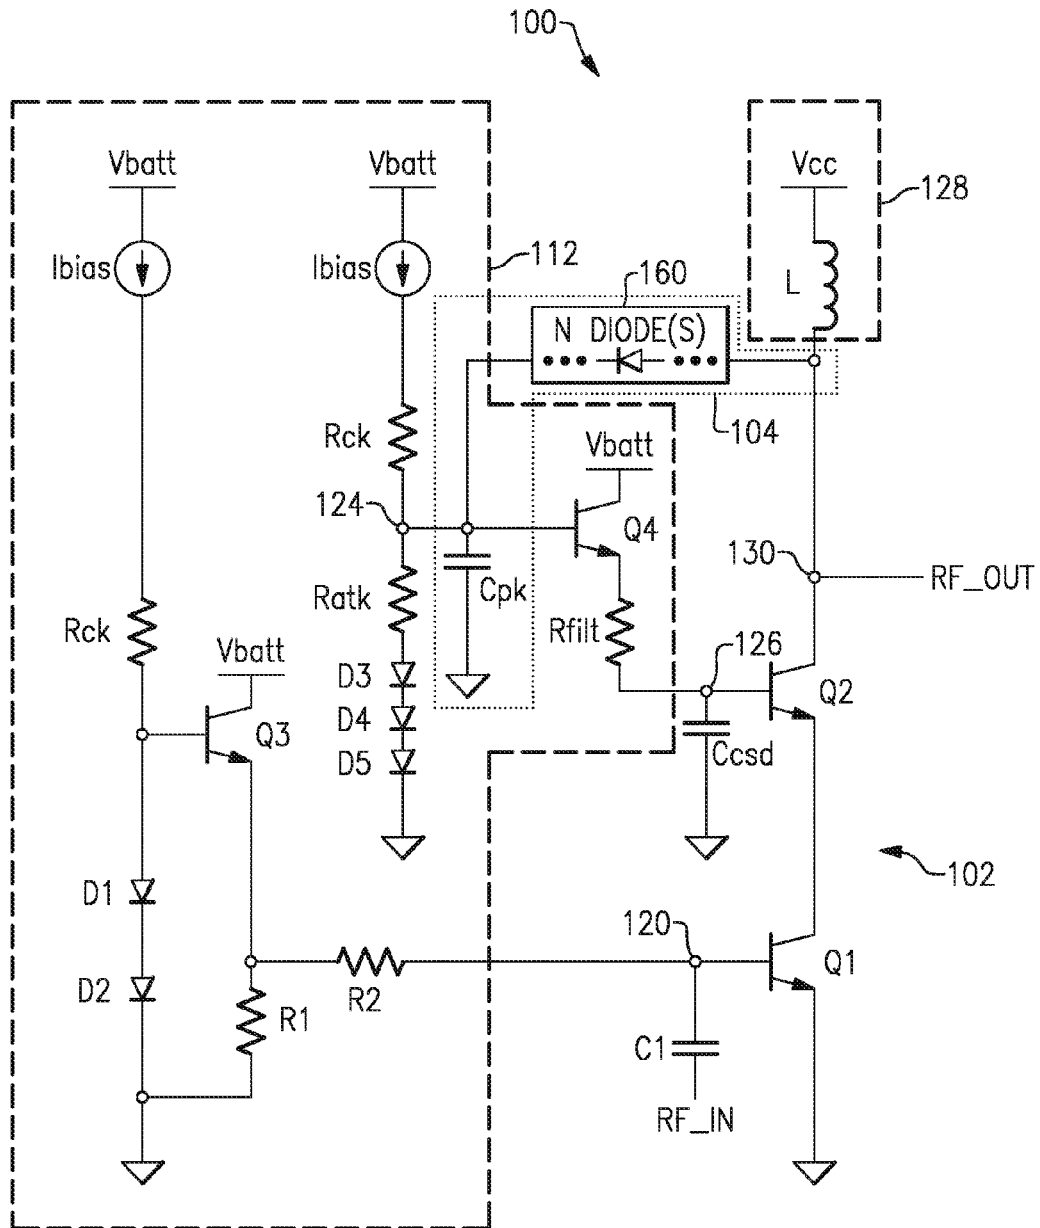 100
Vbatt
Vbatt
Vcc
128
Ibias
Ibias
112
160
L
N DIODE(S)
104
Rck
Vbatt
124
Q4
130
RF_OUT
Ratk
Cpk
Rfilt
Rck
Vbatt
126
D3
Q2
Q3
D4
Ccsd
D5
D1
102
120
Q1
D2
R2
R1
C1
RF_IN